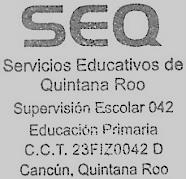 SEQ
Servicios Educativos de
Quintana Roo
Supervisión Escolar 042
Educación Primaria
C.C.T. 23FIZ0042 D
Cancún, Quintana Roo